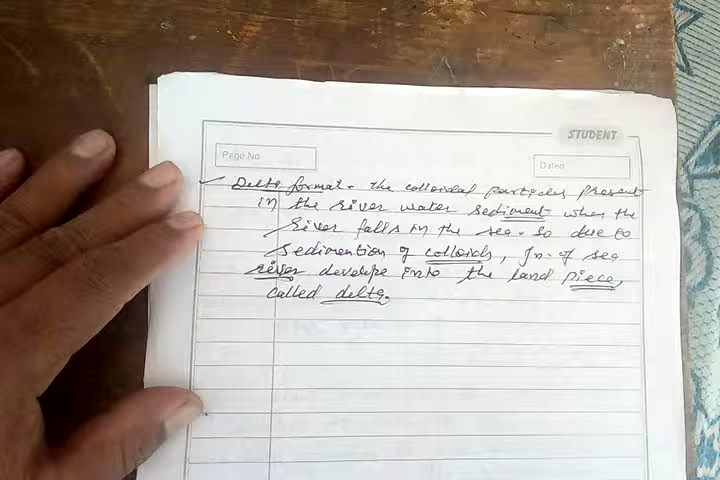 STUDENT
Page No
Dated
Delta format - the colloidal particles present
in the river water sediment when the
river falls in the sea. So due to
sedimention of colloids, Jn. of sea
river develope into the land piece,
called delta.